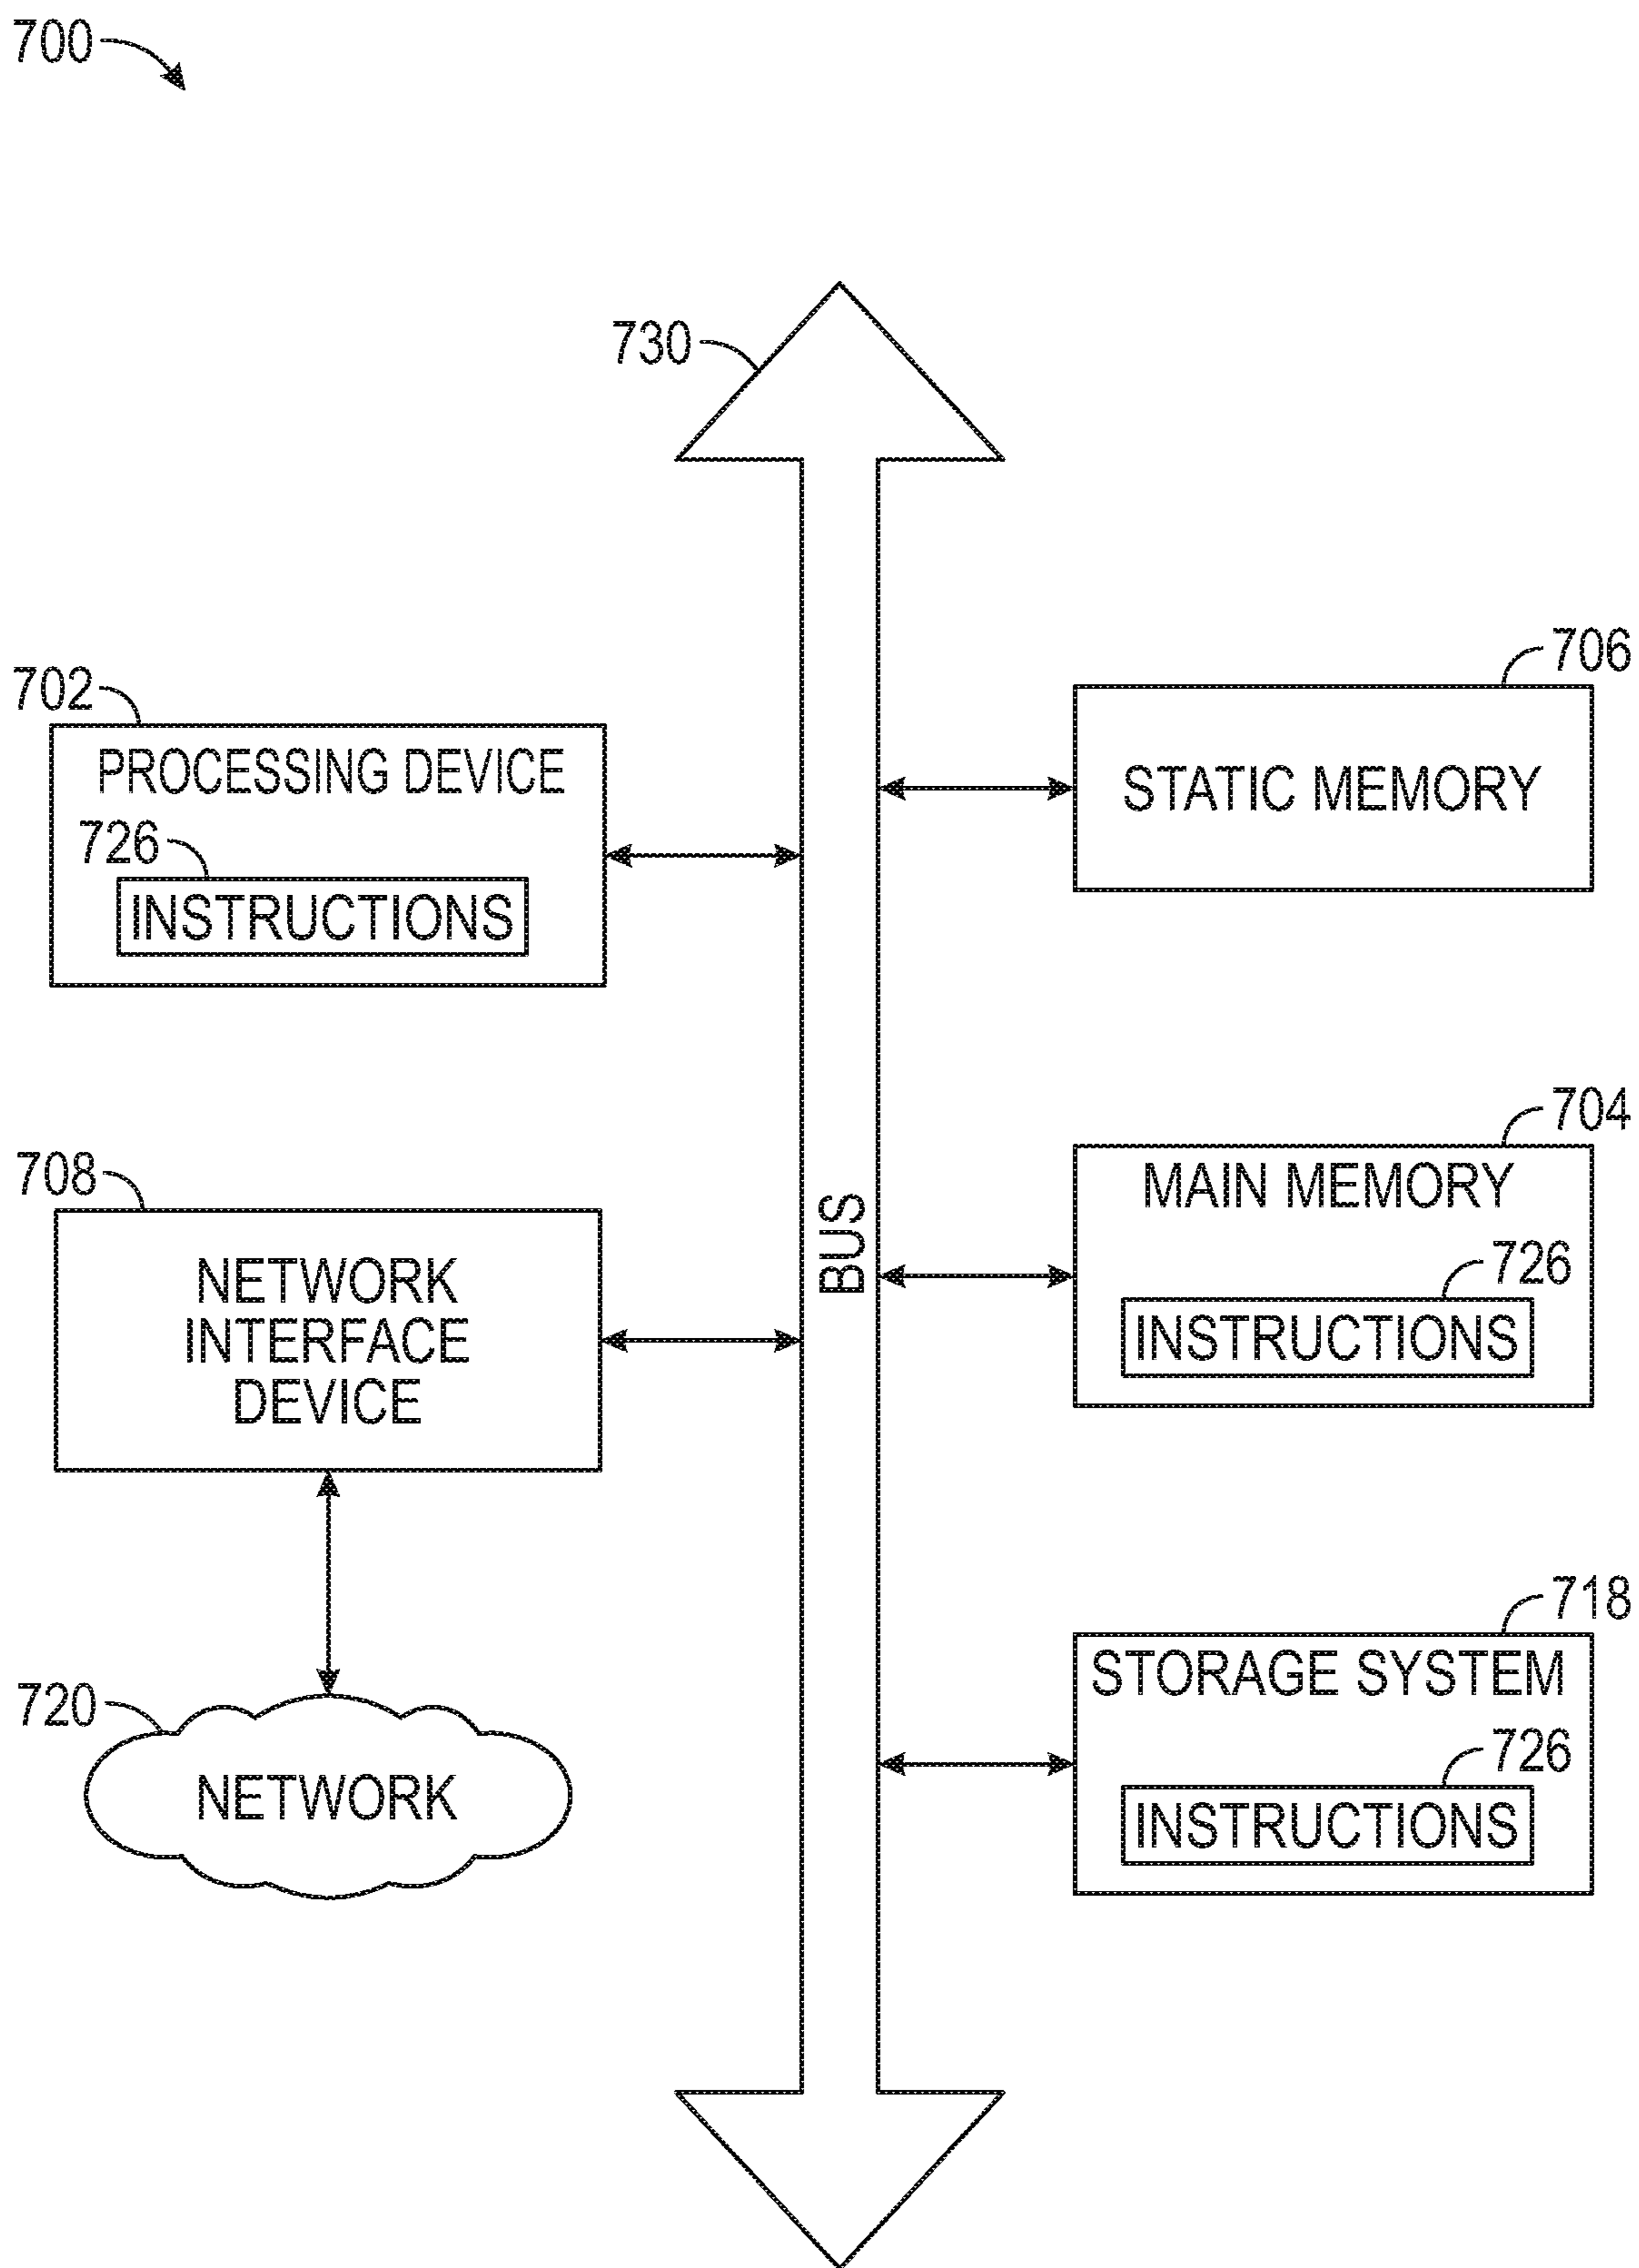 700
730
702
PROCESSING DEVICE
726
INSTRUCTIONS
706
STATIC MEMORY
BUS
708
NETWORK
INTERFACE
DEVICE
704
MAIN MEMORY
726
INSTRUCTIONS
720
NETWORK
718
STORAGE SYSTEM
726
INSTRUCTIONS